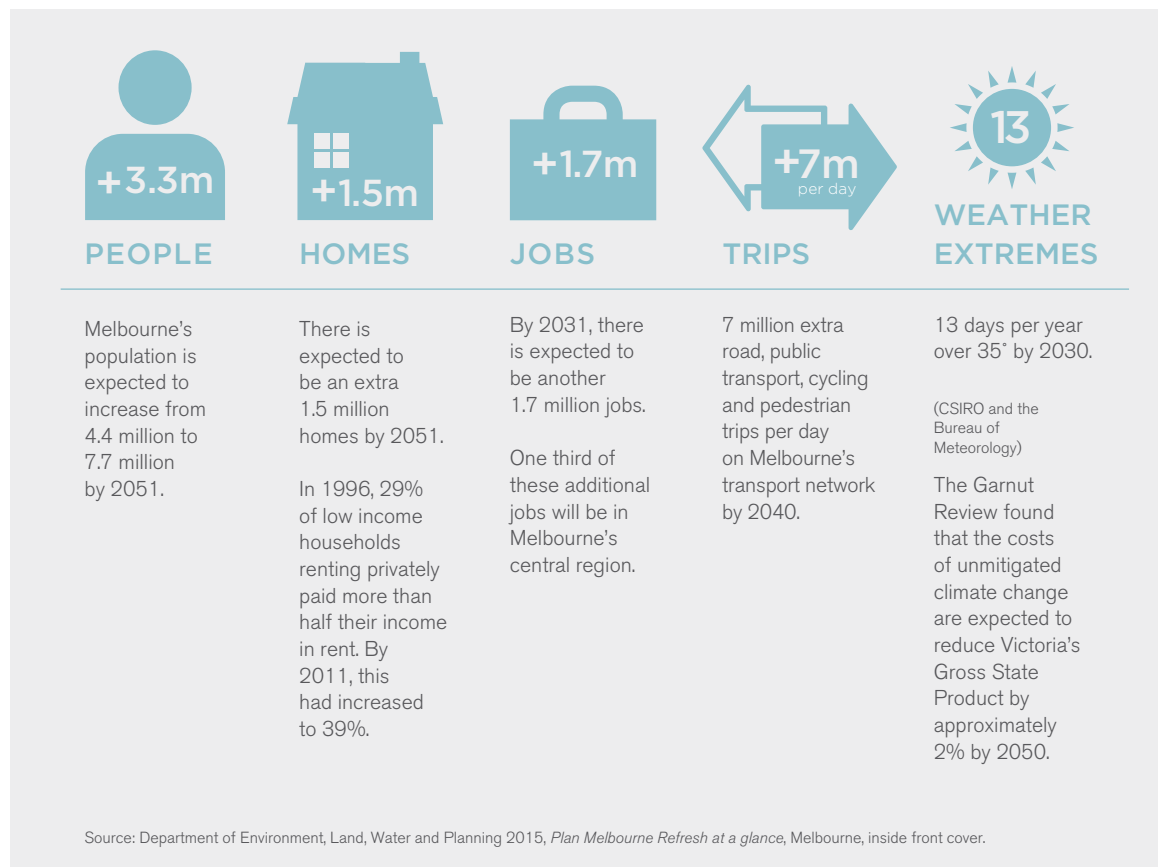 +3.3m
PEOPLE
Melbourne's
population is
expected to
increase from
4.4 million to
7.7 million
by 2051.
+1.5m
HOMES
There is
expected to
be an extra
1.5 million
homes by 2051.
In 1996, 29%
of low income
households
renting privately
paid more than
half their income
in rent. By
2011, this
had increased
to 39%.
+1.7m
JOBS
By 2031, there
is expected to
be another
1.7 million jobs.
One third of
these additional
jobs will be in
Melbourne's
central region.
+7m
per day
TRIPS
7 million extra
road, public
transport, cycling
and pedestrian
trips per day
on Melbourne's
transport network
by 2040.
13
WEATHER
EXTREMES
13 days per year
over 35˚ by 2030.
(CSIRO and the
Bureau of
Meteorology)
The Garnut
Review found
that the costs
of unmitigated
climate change
are expected to
reduce Victoria's
Gross State
Product by
approximately
2% by 2050.
Source: Department of Environment, Land, Water and Planning 2015, Plan Melbourne Refresh at a glance, Melbourne, inside front cover.